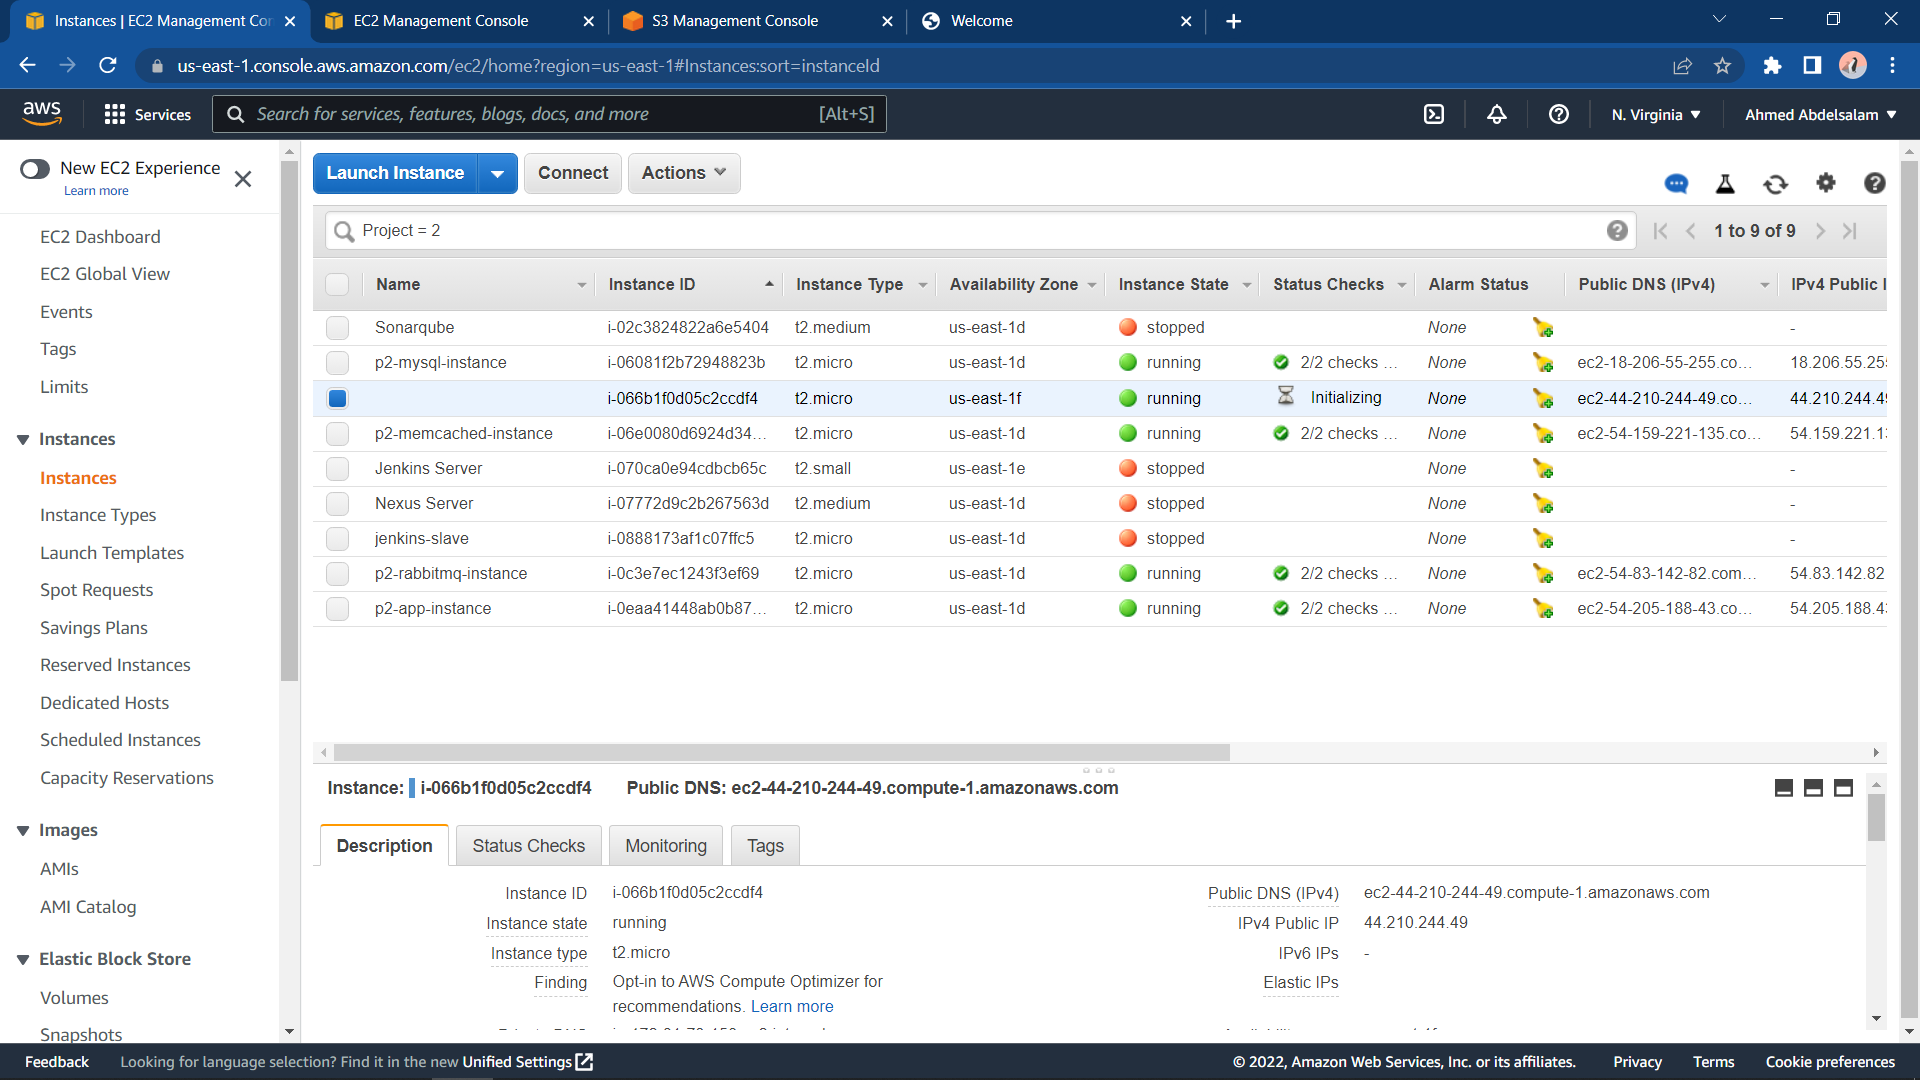 Instances | EC2 Management Con
EC2 Management Console
S3 Management Console
Welcome
us-east-1.console.aws.amazon.com/ec2/home?region=us-east-1#Instances:sort=instanceId
aws
Services
Search for services, features, blogs, docs, and more
[Alt+S]
N. Virginia
Ahmed Abdelsalam
New EC2 Experience
Learn more
EC2 Dashboard
EC2 Global View
Events
Tags
Limits
Instances
Instances
Instance Types
Launch Templates
Spot Requests
Savings Plans
Reserved Instances
Dedicated Hosts
Scheduled Instances
Capacity Reservations
Images
AMIs
AMI Catalog
Elastic Block Store
Volumes
Snapshots
Launch Instance
Connect
Actions
Project = 2
1 to 9 of 9
Name Instance ID Instance Type Availability Zone Instance State Status Checks Alarm Status Public DNS (IPv4) IPv4 Public I
Sonarqube i-02c3824822a6e5404 t2.medium us-east-1d stopped None -
p2-mysql-instance i-06081f2b72948823b t2.micro us-east-1d running 2/2 checks ... None ec2-18-206-55-255.co... 18.206.55.255
i-066b1f0d05c2ccdf4 t2.micro us-east-1f running Initializing None ec2-44-210-244-49.co... 44.210.244.49
p2-memcached-instance i-06e0080d6924d34... t2.micro us-east-1d running 2/2 checks ... None ec2-54-159-221-135.co... 54.159.221.1
Jenkins Server i-070ca0e94cdbcb65c t2.small us-east-1e stopped None -
Nexus Server i-07772d9c2b267563d t2.medium us-east-1d stopped None -
jenkins-slave i-0888173af1c07ffc5 t2.micro us-east-1d stopped None -
p2-rabbitmq-instance i-0c3e7ec1243f3ef69 t2.micro us-east-1d running 2/2 checks ... None ec2-54-83-142-82.com... 54.83.142.82
p2-app-instance i-0eaa41448ab0b87... t2.micro us-east-1d running 2/2 checks ... None ec2-54-205-188-43.co... 54.205.188.43
Instance: i-066b1f0d05c2ccdf4 Public DNS: ec2-44-210-244-49.compute-1.amazonaws.com
Description
Status Checks
Monitoring
Tags
Instance ID i-066b1f0d05c2ccdf4
Instance state running
Instance type t2.micro
Finding Opt-in to AWS Compute Optimizer for
recommendations. Learn more
Public DNS (IPv4) ec2-44-210-244-49.compute-1.amazonaws.com
IPv4 Public IP 44.210.244.49
IPv6 IPs -
Elastic IPs
Feedback
Looking for language selection? Find it in the new Unified Settings
© 2022, Amazon Web Services, Inc. or its affiliates.
Privacy
Terms
Cookie preferences